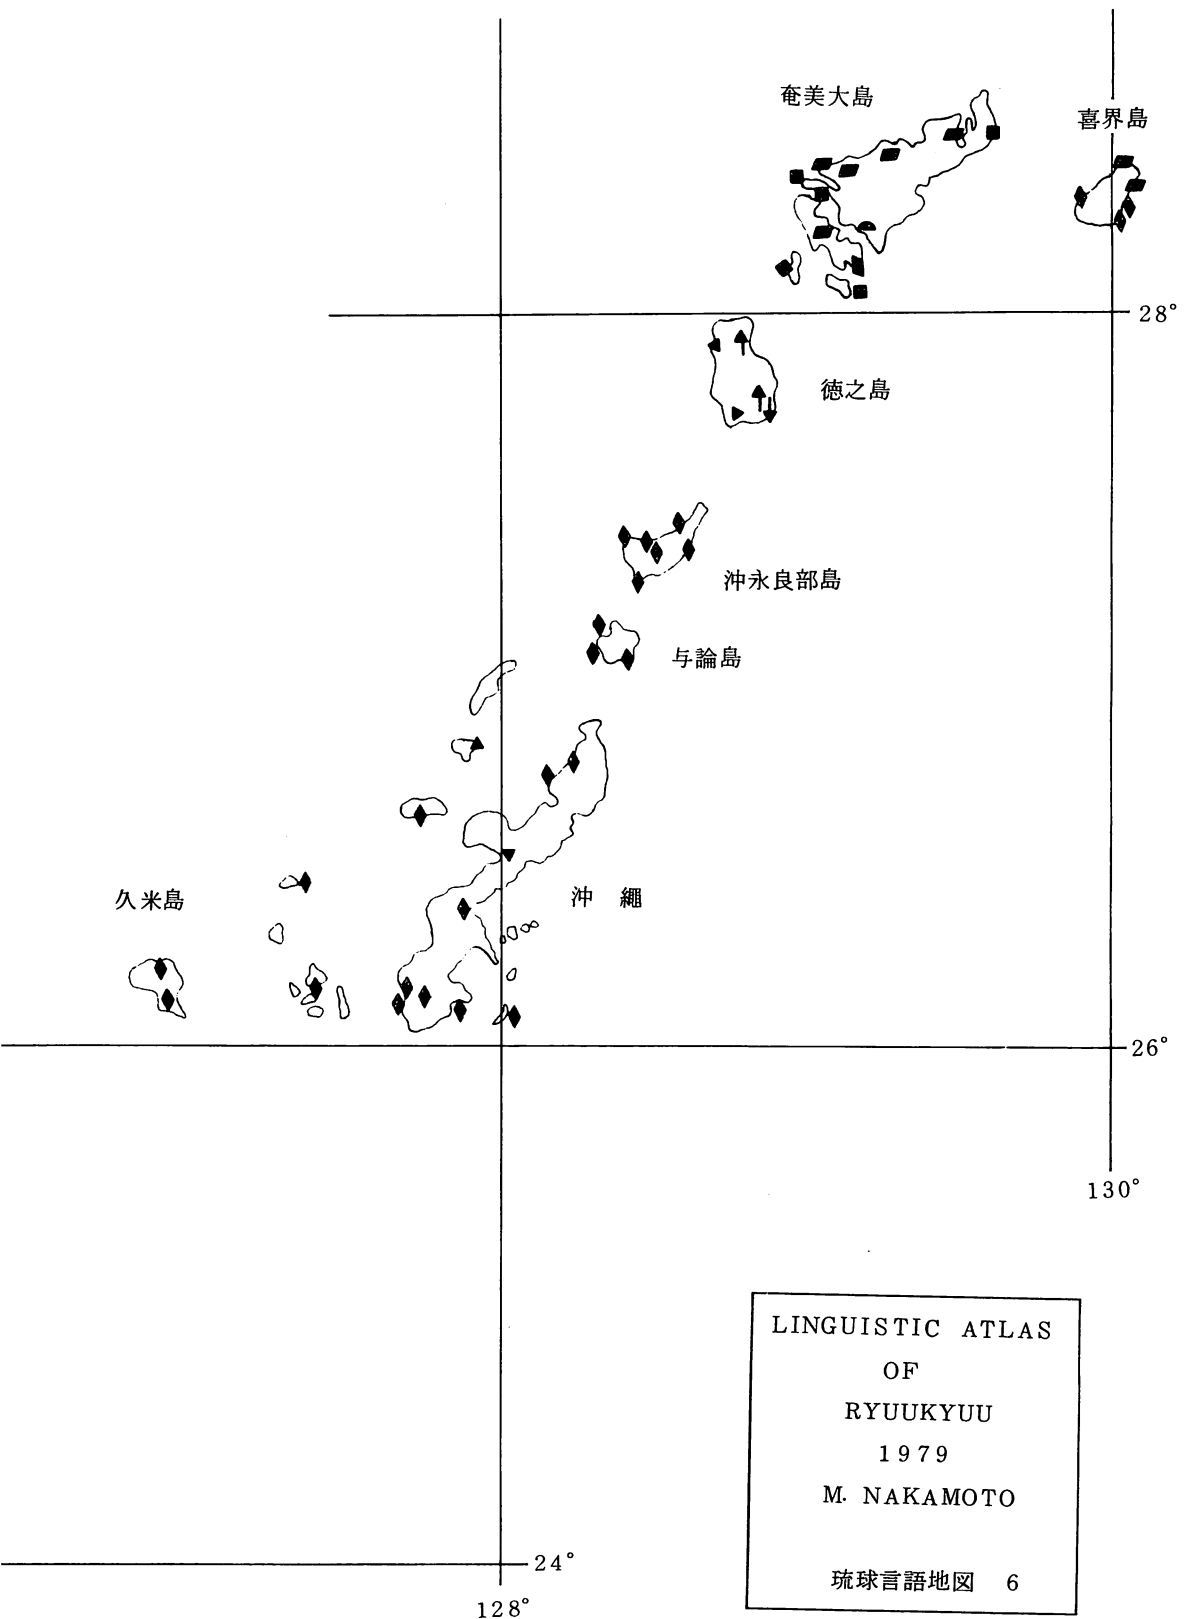 奄美大島
喜界島
28°
徳之島
沖永良部島
与論島
久米島
沖 繩
26°
130°
LINGUISTIC ATLAS
OF
RYUUKYUU
1979
M. NAKAMOTO
琉球言語地図 6
24°
128°